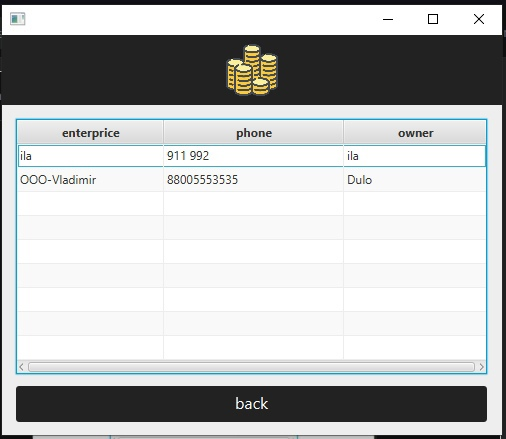 enterprice phone owner
ila 911 992 ila
OOO-Vladimir 88005553535 Dulo
back